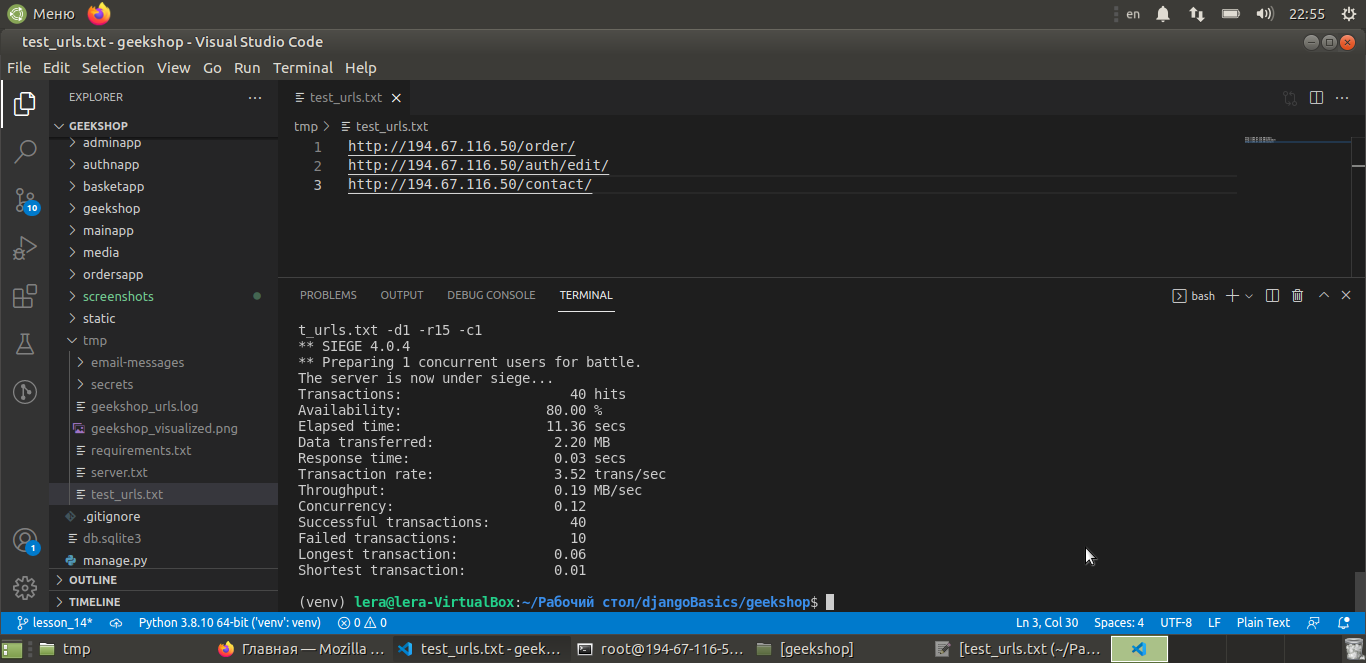 Меню
en
22:55
test_urls.txt - geekshop - Visual Studio Code
File Edit Selection View Go Run Terminal Help
EXPLORER
GEEKSHOP
adminapp
authnapp
basketapp
geekshop
mainapp
media
ordersapp
screenshots
static
tmp
email-messages
secrets
geekshop_urls.log
geekshop_visualized.png
requirements.txt
server.txt
test_urls.txt
.gitignore
db.sqlite3
manage.py
OUTLINE
TIMELINE
10
1
test_urls.txt
tmp > test_urls.txt
1 http://194.67.116.50/order/
2 http://194.67.116.50/auth/edit/
3 http://194.67.116.50/contact/
PROBLEMS OUTPUT DEBUG CONSOLE TERMINAL
bash
t_urls.txt -d1 -r15 -c1
** SIEGE 4.0.4
** Preparing 1 concurrent users for battle.
The server is now under siege...
Transactions: 40 hits
Availability: 80.00 %
Elapsed time: 11.36 secs
Data transferred: 2.20 MB
Response time: 0.03 secs
Transaction rate: 3.52 trans/sec
Throughput: 0.19 MB/sec
Concurrency: 0.12
Successful transactions: 40
Failed transactions: 10
Longest transaction: 0.06
Shortest transaction: 0.01
(venv) lera@lera-VirtualBox:~/Рабочий стол/djangoBasics/geekshop$
lesson_14* Python 3.8.10 64-bit ('venv': venv) 0 0 Ln 3, Col 30 Spaces: 4 UTF-8 LF Plain Text
tmp
Главная — Mozilla ...
test_urls.txt - geek...
root@194-67-116-5...
[geekshop]
[test_urls.txt (~/Ра...